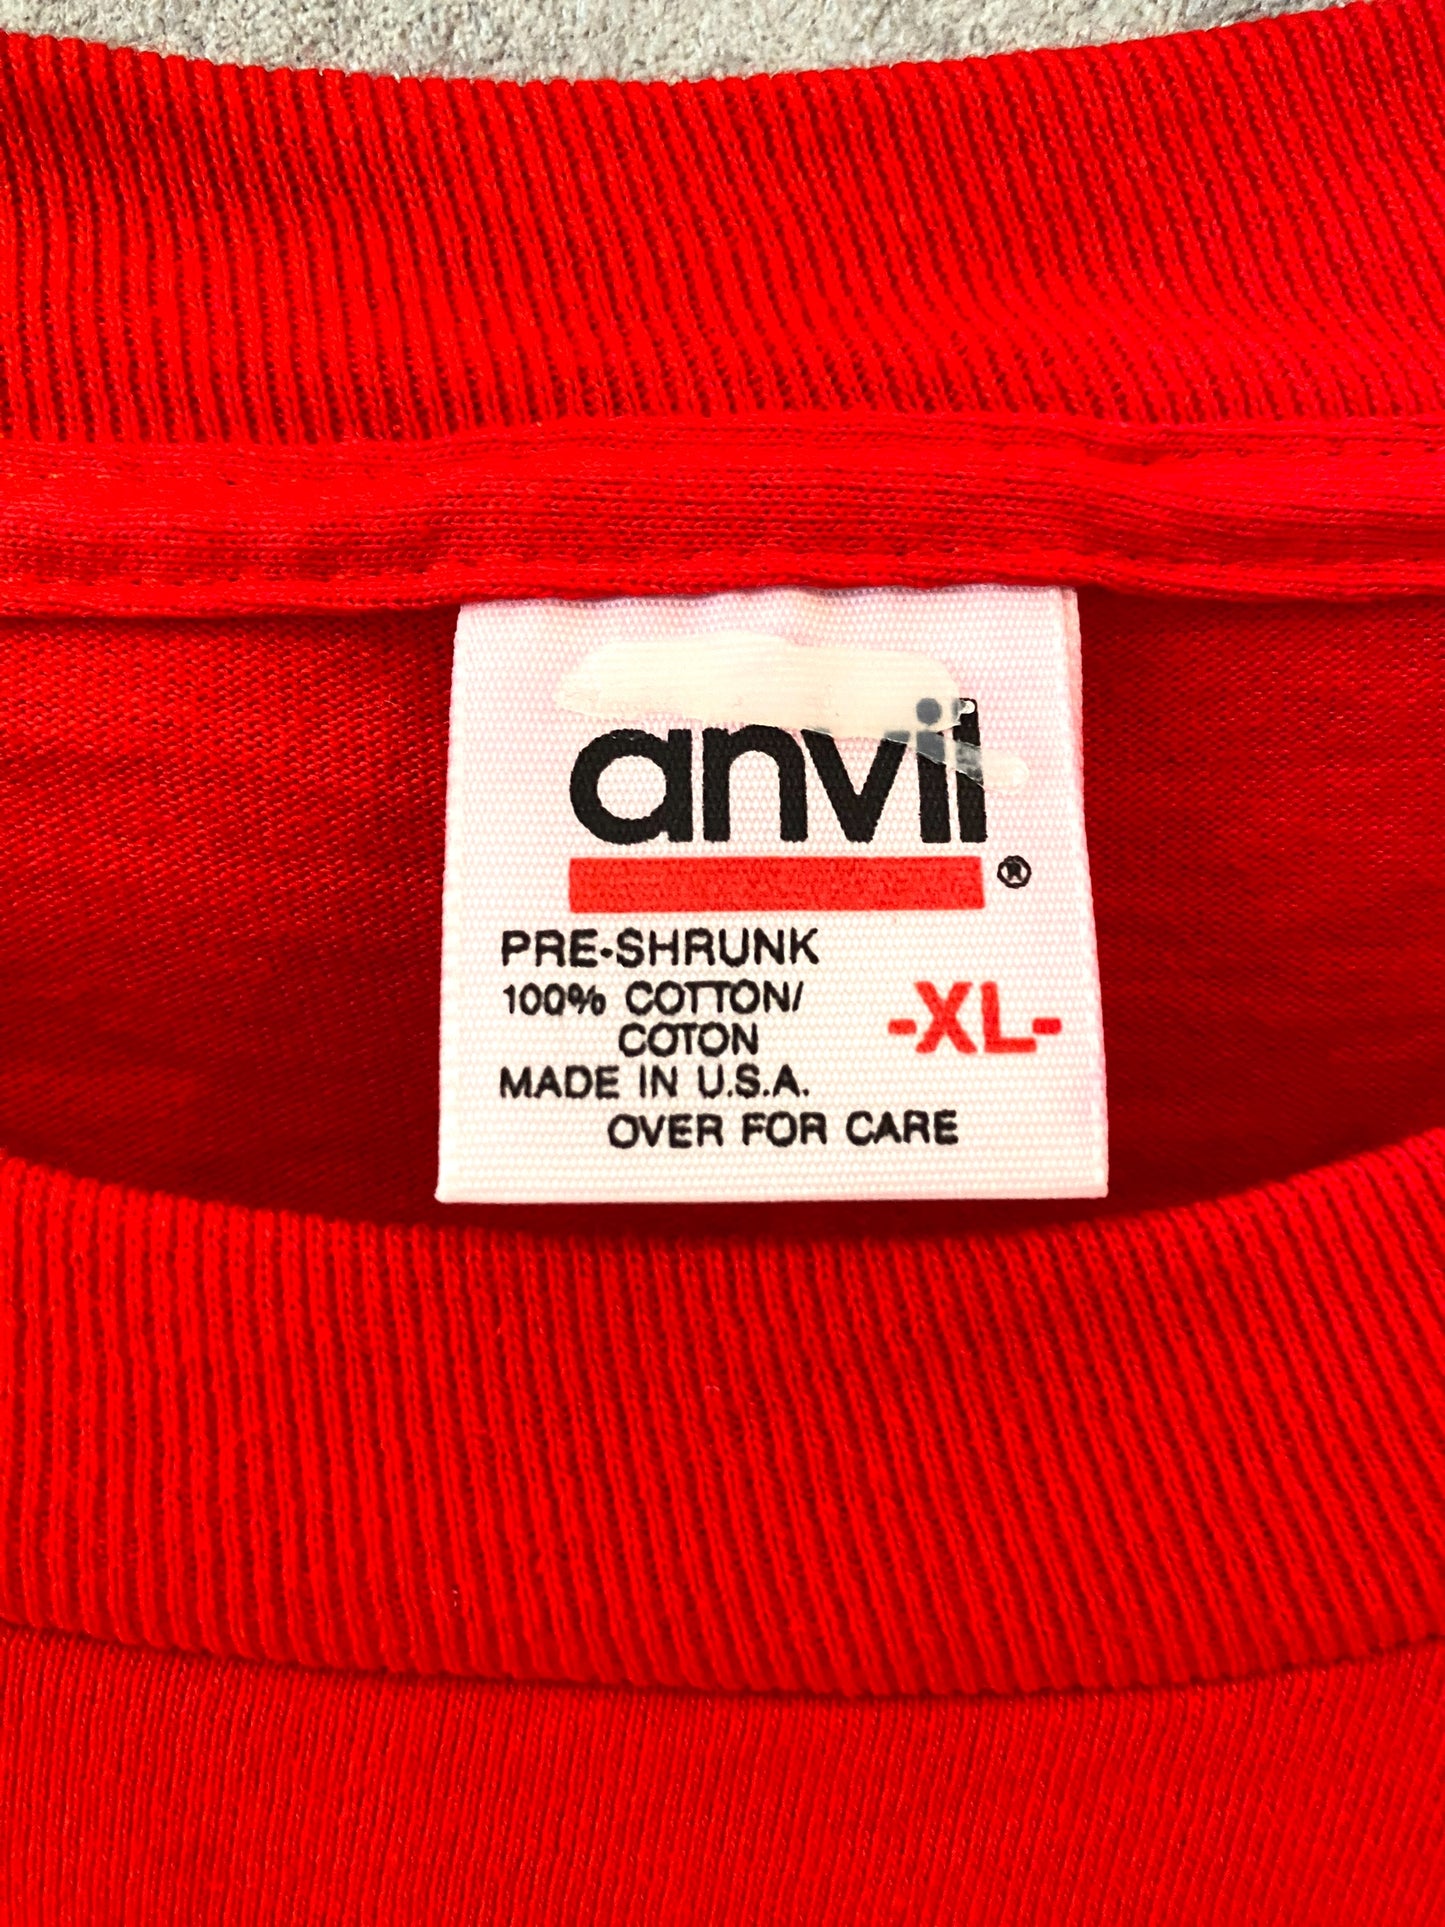 anvil
®
PRE-SHRUNK
100% COTTON/
COTON
-XL-
MADE IN U.S.A.
OVER FOR CARE